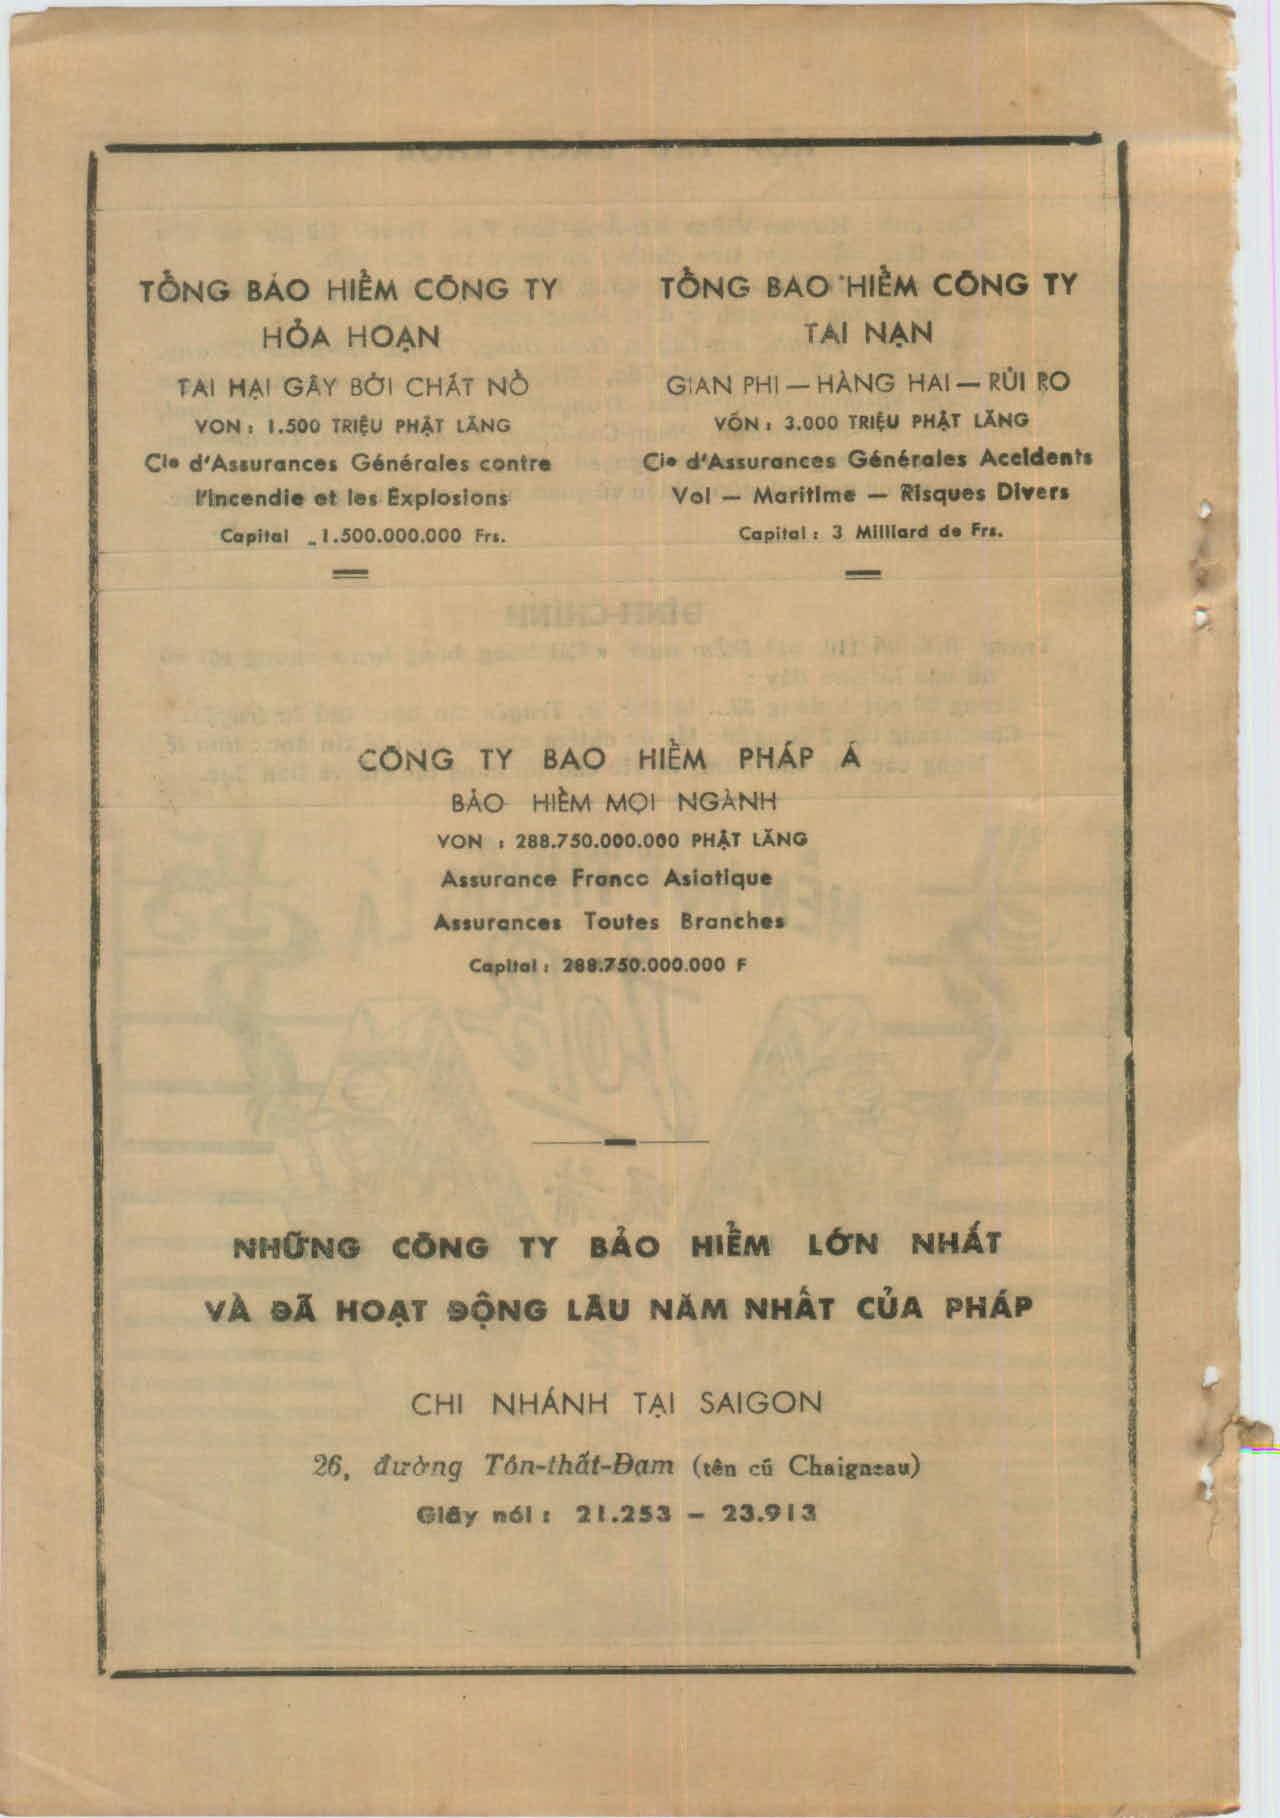 TỔNG BẢO HIỂM CÔNG TY
HỎA HOẠN
TAI HẠI GÂY BỞI CHẤT NỔ
VON : 1.500 TRIỆU PHẬT LĂNG
Cie d'Assurances Générales contre
l'Incendie et les Explosions
Capital _ 1.500.000.000 Frs.
TỔNG BAO HIỂM CÔNG TY
TAI NẠN
GIAN PHI — HÀNG HAI — RỦI RO
VỐN : 3.000 TRIỆU PHẬT LĂNG
Cie d'Assurances Générales Accidents
Vol — Maritime — Risques Divers
Capital : 3 Milliard de Frs.
CÔNG TY BAO HIỂM PHÁP Á
BẢO HIỂM MỌI NGÀNH
VON : 288.750.000.000 PHẬT LĂNG
Assurance Franco Asiatique
Assurances Toutes Branches
Capital : 288.750.000.000 F
NHỮNG CÔNG TY BẢO HIỂM LỚN NHẤT
VÀ ĐÃ HOẠT ĐỘNG LÂU NĂM NHẤT CỦA PHÁP
CHI NHÁNH TẠI SAIGON
26, đường Tôn-thất-Đạm (tên cũ Chaigneau)
Giấy nói : 21.253 — 23.913